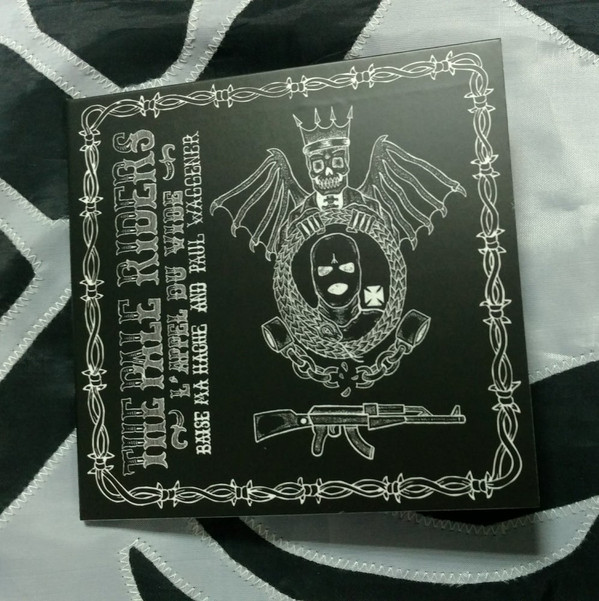 THE PALE RIDERS
L'APPEL DU VIDE
BAISE MA HACHE AND PAUL WAGGENER